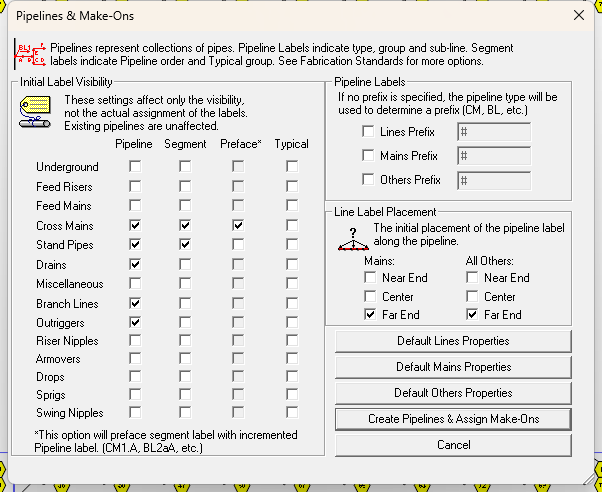 Pipelines & Make-Ons
Pipelines represent collections of pipes. Pipeline Labels indicate type, group and sub-line. Segment
labels indicate Pipeline order and Typical group. See Fabrication Standards for more options.
Initial Label Visibility
These settings affect only the visibility,
not the actual assignment of the labels.
Existing pipelines are unaffected.
Pipeline Segment Preface* Typical
Underground
Feed Risers
Feed Mains
Cross Mains
Stand Pipes
Drains
Miscellaneous
Branch Lines
Outriggers
Riser Nipples
Armovers
Drops
Sprigs
Swing Nipples
*This option will preface segment label with incremented
Pipeline label. (CM1.A, BL2aA, etc.)
Pipeline Labels
If no prefix is specified, the pipeline type will be
used to determine a prefix (CM, BL, etc.)
Lines Prefix #
Mains Prefix #
Others Prefix #
Line Label Placement
?
The initial placement of the pipeline label
along the pipeline.
Mains: All Others:
Near End Near End
Center Center
Far End Far End
Default Lines Properties
Default Mains Properties
Default Others Properties
Create Pipelines & Assign Make-Ons
Cancel